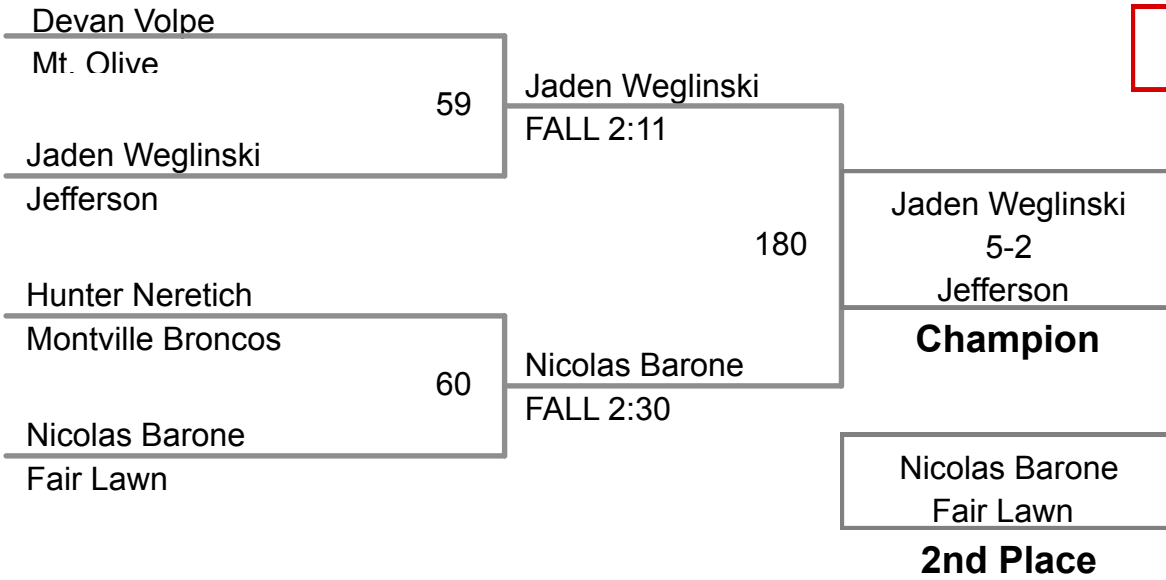 Devan Volpe
Mt. Olive
59
Jaden Weglinski
FALL 2:11
Jaden Weglinski
Jefferson
180
Jaden Weglinski
5-2
Jefferson
Champion
Hunter Neretich
Montville Broncos
60
Nicolas Barone
FALL 2:30
Nicolas Barone
Fair Lawn
Nicolas Barone
Fair Lawn
2nd Place